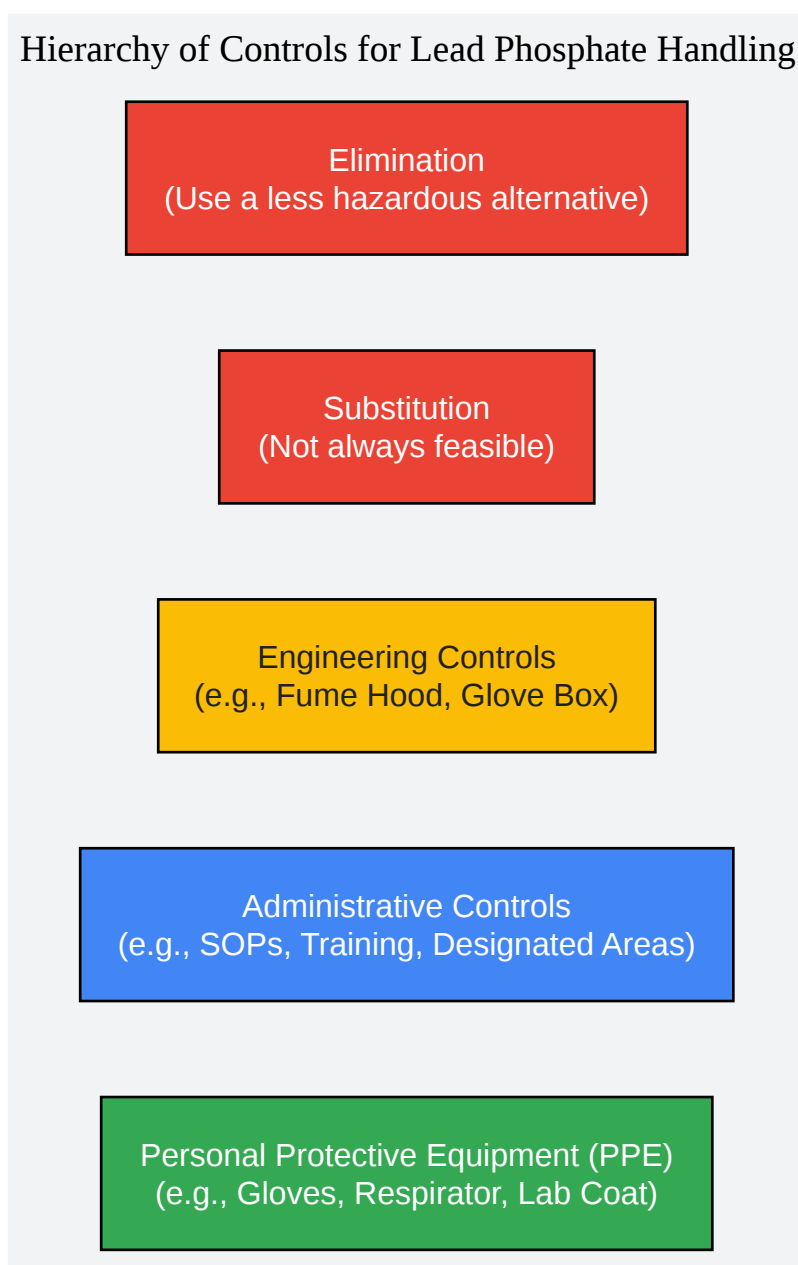 Hierarchy of Controls for Lead Phosphate Handling
Elimination
(Use a less hazardous alternative)
Substitution
(Not always feasible)
Engineering Controls
(e.g., Fume Hood, Glove Box)
Administrative Controls
(e.g., SOPs, Training, Designated Areas)
Personal Protective Equipment (PPE)
(e.g., Gloves, Respirator, Lab Coat)